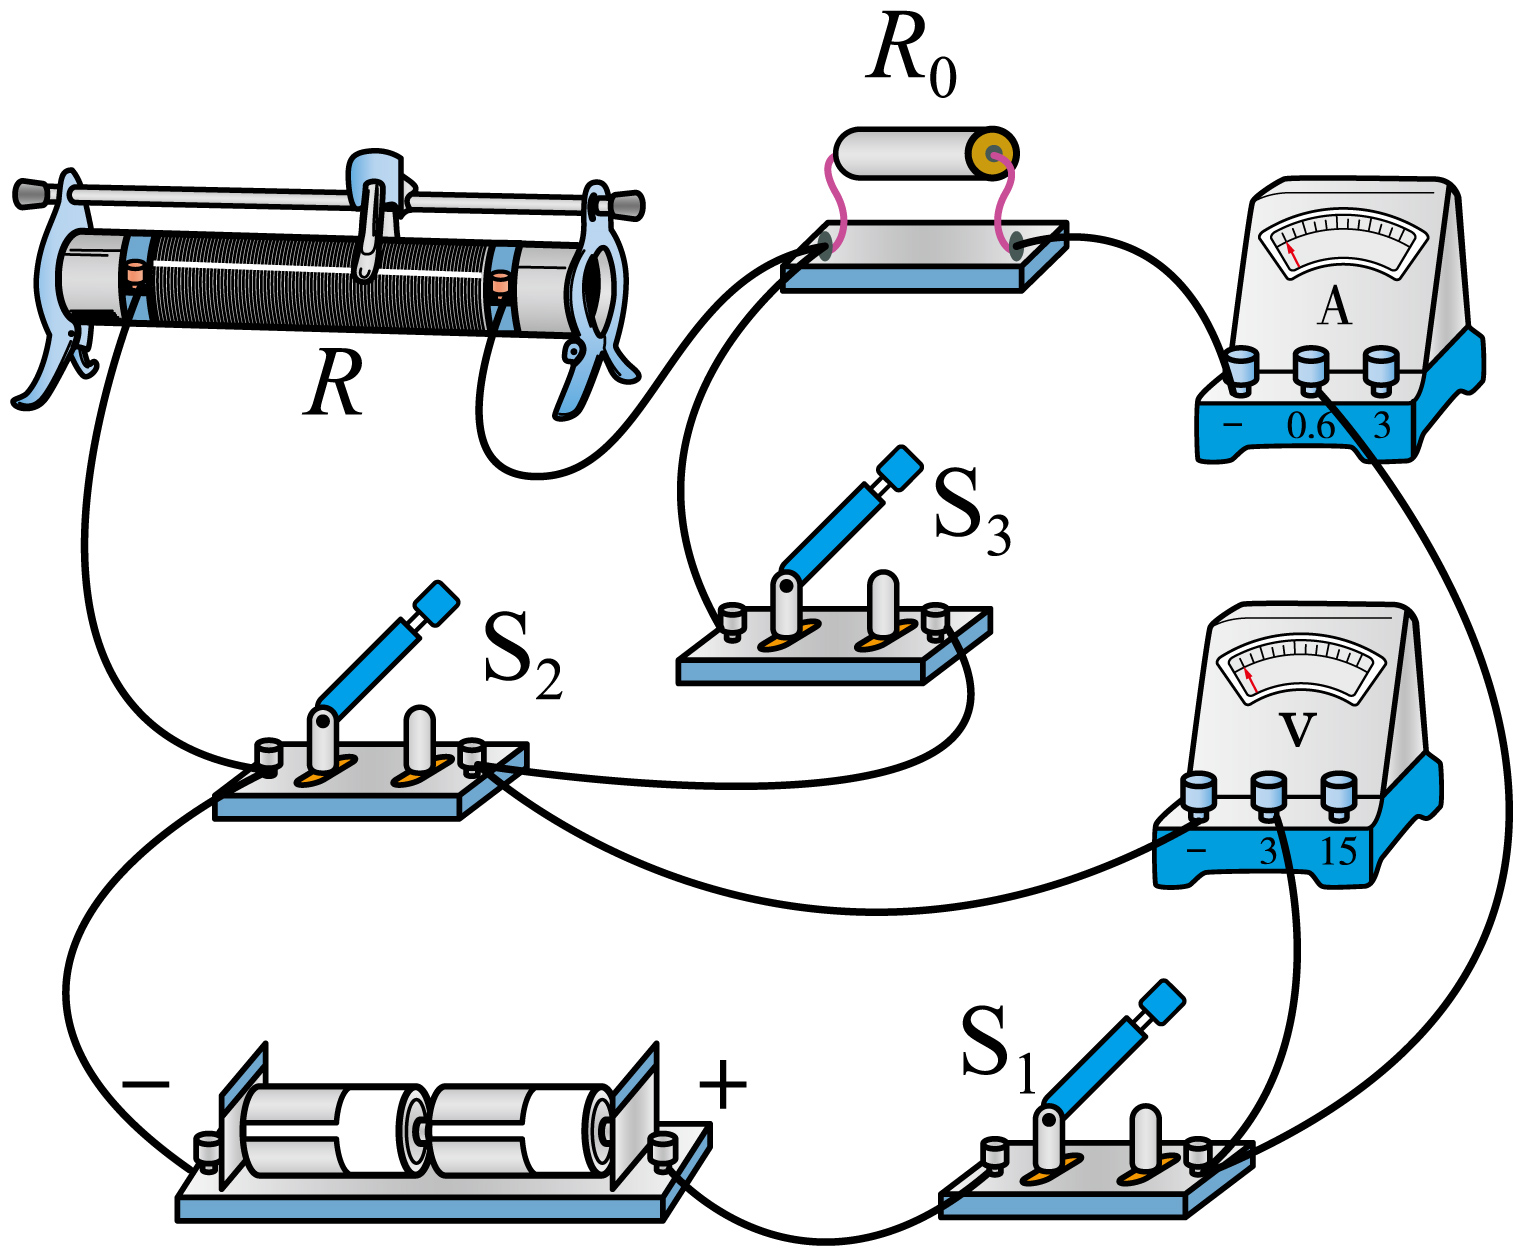 R₀
R
A
− 0.6 3
S₃
S₂
V
− 3 15
S₁
− +